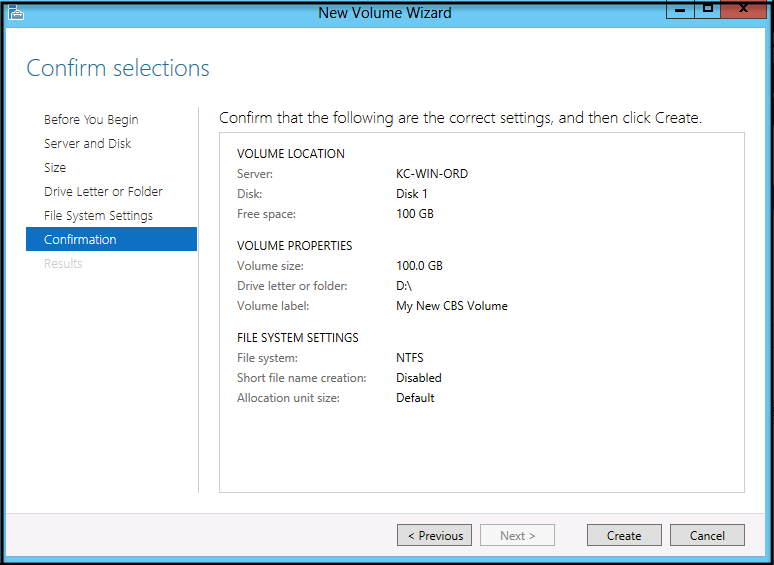 New Volume Wizard
Confirm selections
Before You Begin
Server and Disk
Size
Drive Letter or Folder
File System Settings
Confirmation
Results
Confirm that the following are the correct settings, and then click Create.
VOLUME LOCATION
Server: KC-WIN-ORD
Disk: Disk 1
Free space: 100 GB
VOLUME PROPERTIES
Volume size: 100.0 GB
Drive letter or folder: D:\
Volume label: My New CBS Volume
FILE SYSTEM SETTINGS
File system: NTFS
Short file name creation: Disabled
Allocation unit size: Default
< Previous Next > Create Cancel